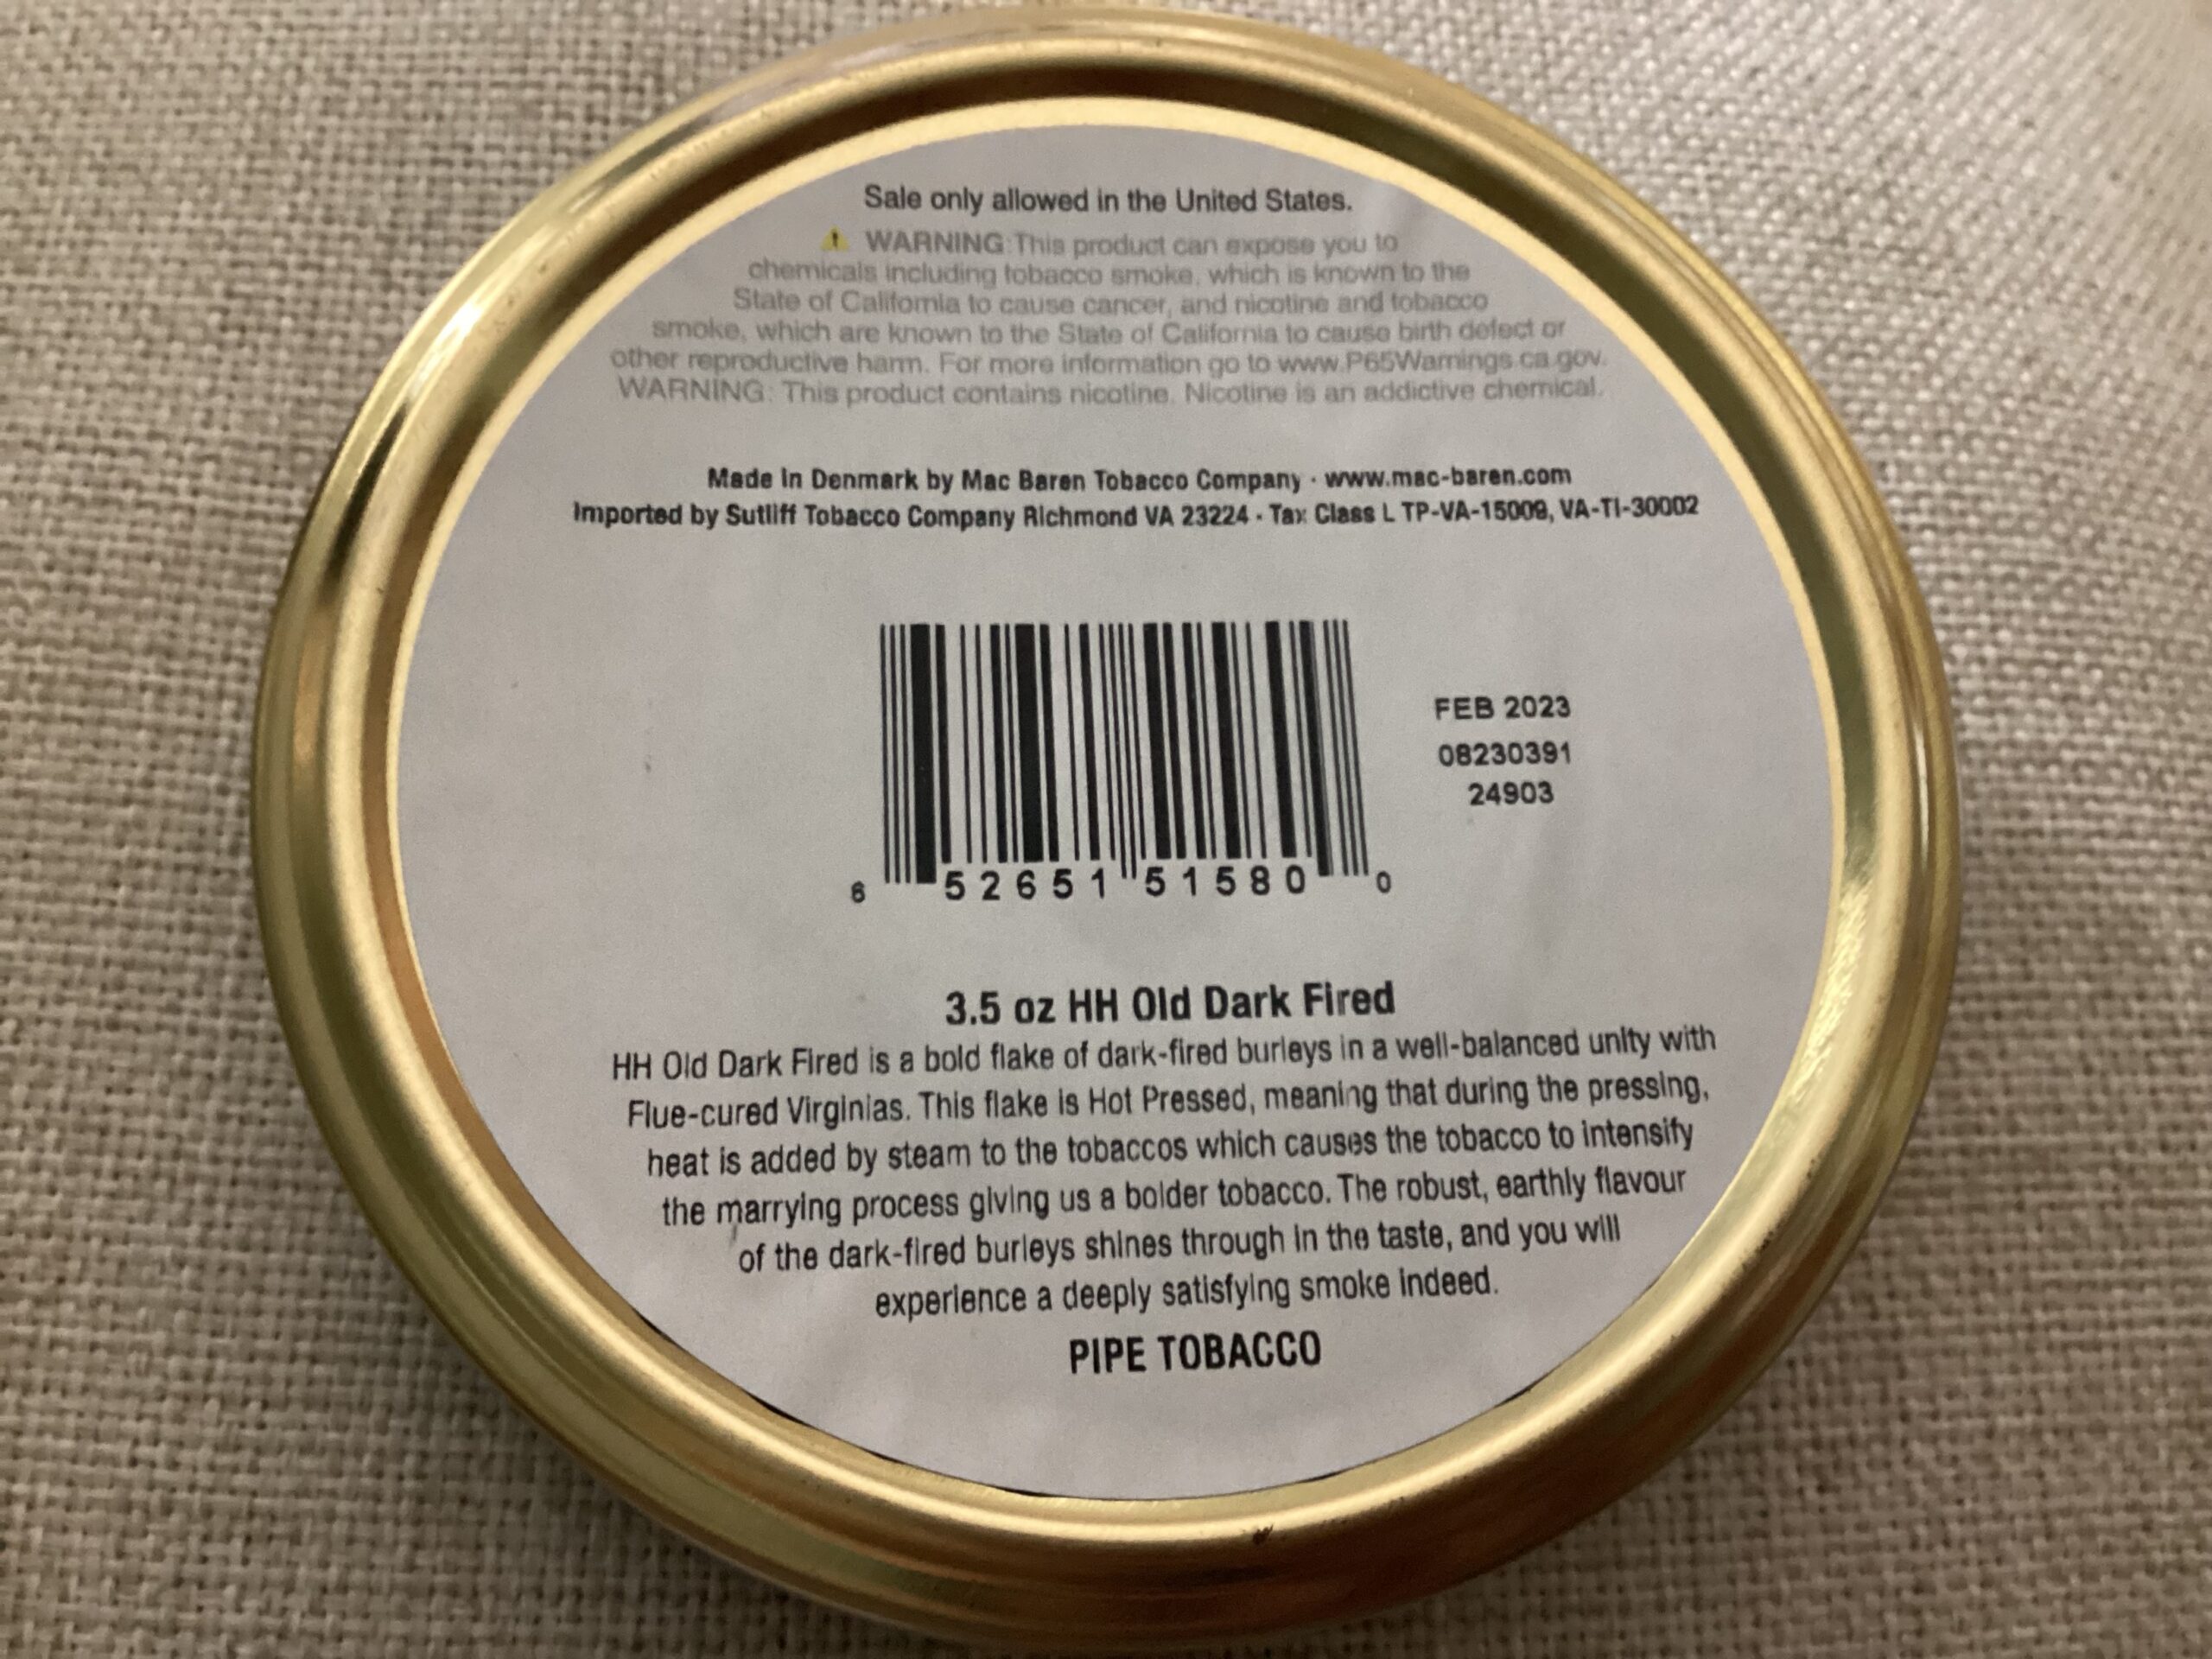 Sale only allowed in the United States.
⚠ WARNING: This product can expose you to
chemicals including tobacco smoke, which is known to the
State of California to cause cancer, and nicotine and tobacco
smoke, which are known to the State of California to cause birth defect or
other reproductive harm. For more information go to www.P65Warnings.ca.gov.
WARNING: This product contains nicotine. Nicotine is an addictive chemical.
Made in Denmark by Mac Baren Tobacco Company · www.mac-baren.com
Imported by Sutliff Tobacco Company Richmond VA 23224 · Tax Class L TP-VA-15009, VA-TI-30002
FEB 2023
08230391
24903
6 52651 51580 0
3.5 oz HH Old Dark Fired
HH Old Dark Fired is a bold flake of dark-fired burleys in a well-balanced unity with
Flue-cured Virginias. This flake is Hot Pressed, meaning that during the pressing,
heat is added by steam to the tobaccos which causes the tobacco to intensify
the marrying process giving us a bolder tobacco. The robust, earthly flavour
of the dark-fired burleys shines through in the taste, and you will
experience a deeply satisfying smoke indeed.
PIPE TOBACCO